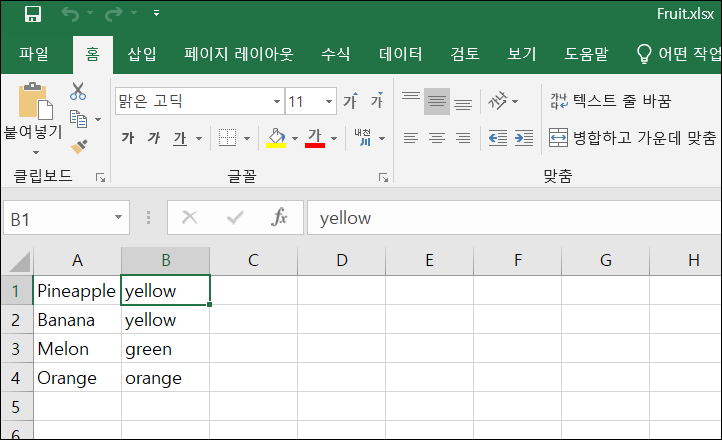 Fruit.xlsx
파일 홈 삽입 페이지 레이아웃 수식 데이터 검토 보기 도움말 어떤 작업
맑은 고딕 11 가 가 가나다 텍스트 줄 바꿈
붙여넣기 가 가 가 가 내천 川 병합하고 가운데 맞춤
클립보드 글꼴 맞춤
B1 fx yellow
A B C D E F G H
1 Pineapple yellow
2 Banana yellow
3 Melon green
4 Orange orange
5
6